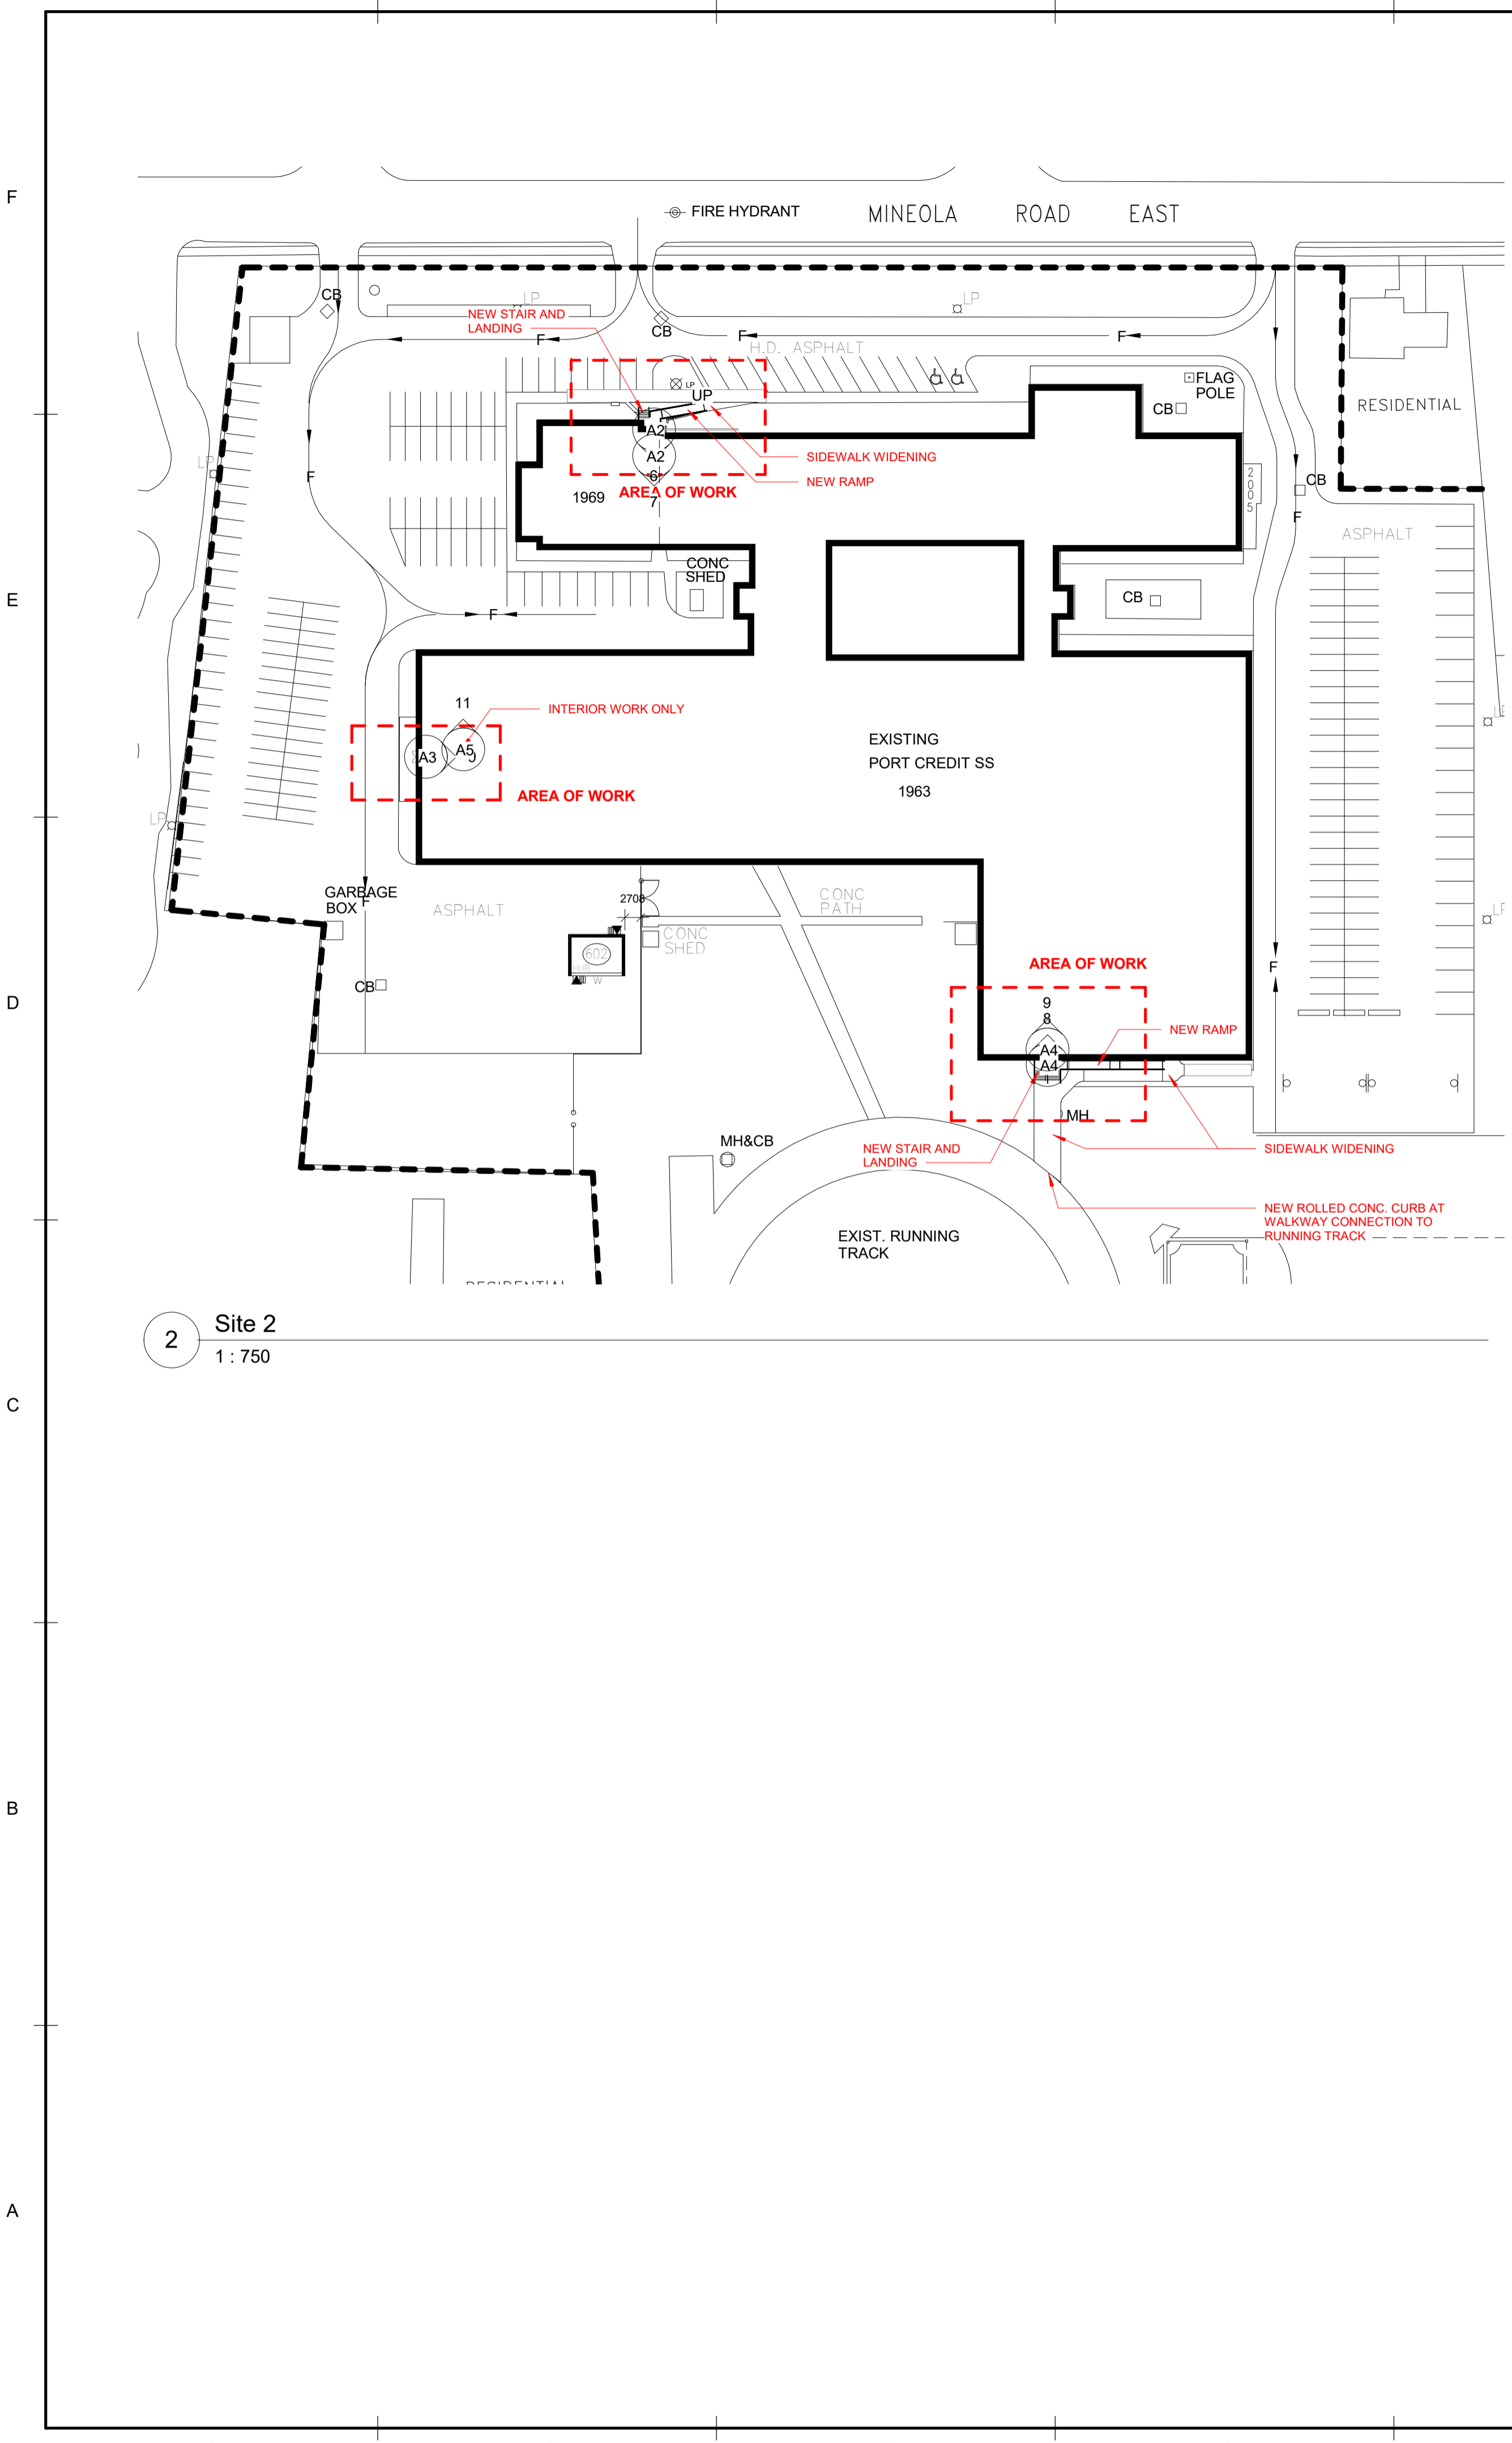 F
FIRE HYDRANT
MINEOLA ROAD EAST
CB
LP
LP
NEW STAIR AND
LANDING
CB
F
F
F
H.D. ASPHALT
LP
UP
FLAG
POLE
CB
RESIDENTIAL
A2
A2
6
7
SIDEWALK WIDENING
NEW RAMP
LP
F
1969
AREA OF WORK
2005
CB
F
ASPHALT
CONC
SHED
E
CB
F
11
INTERIOR WORK ONLY
A3
A5
AREA OF WORK
EXISTING
PORT CREDIT SS
1963
LP
LP
GARBAGE
BOX
F
ASPHALT
2708
CONC
PATH
CONC
SHED
602
W
CB
LP
AREA OF WORK
F
D
9
8
A4
A4
NEW RAMP
MH
MH&CB
NEW STAIR AND
LANDING
SIDEWALK WIDENING
NEW ROLLED CONC. CURB AT
WALKWAY CONNECTION TO
RUNNING TRACK
EXIST. RUNNING
TRACK
RESIDENTIAL
2
Site 2
1 : 750
C
B
A